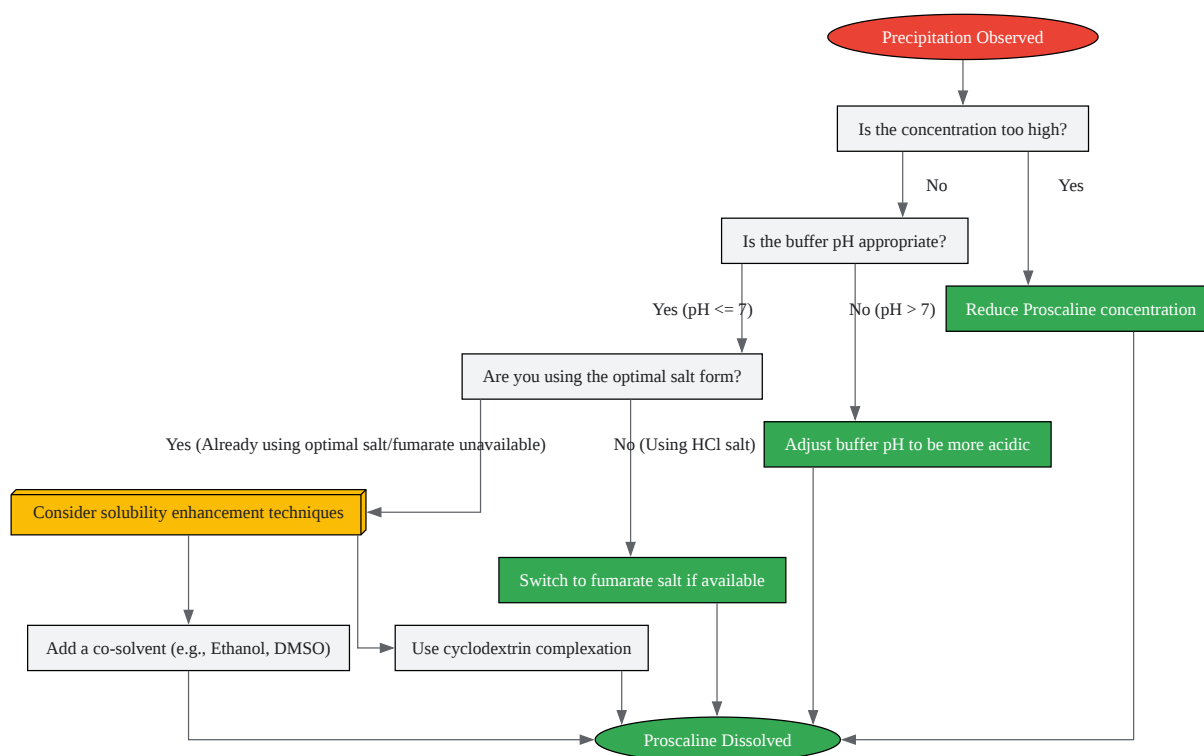 Precipitation Observed
Is the concentration too high?
No
Yes
Is the buffer pH appropriate?
Reduce Proscaline concentration
Yes (pH <= 7)
No (pH > 7)
Are you using the optimal salt form?
Yes (Already using optimal salt/fumarate unavailable)
No (Using HCl salt)
Adjust buffer pH to be more acidic
Consider solubility enhancement techniques
Switch to fumarate salt if available
Add a co-solvent (e.g., Ethanol, DMSO)
Use cyclodextrin complexation
Proscaline Dissolved